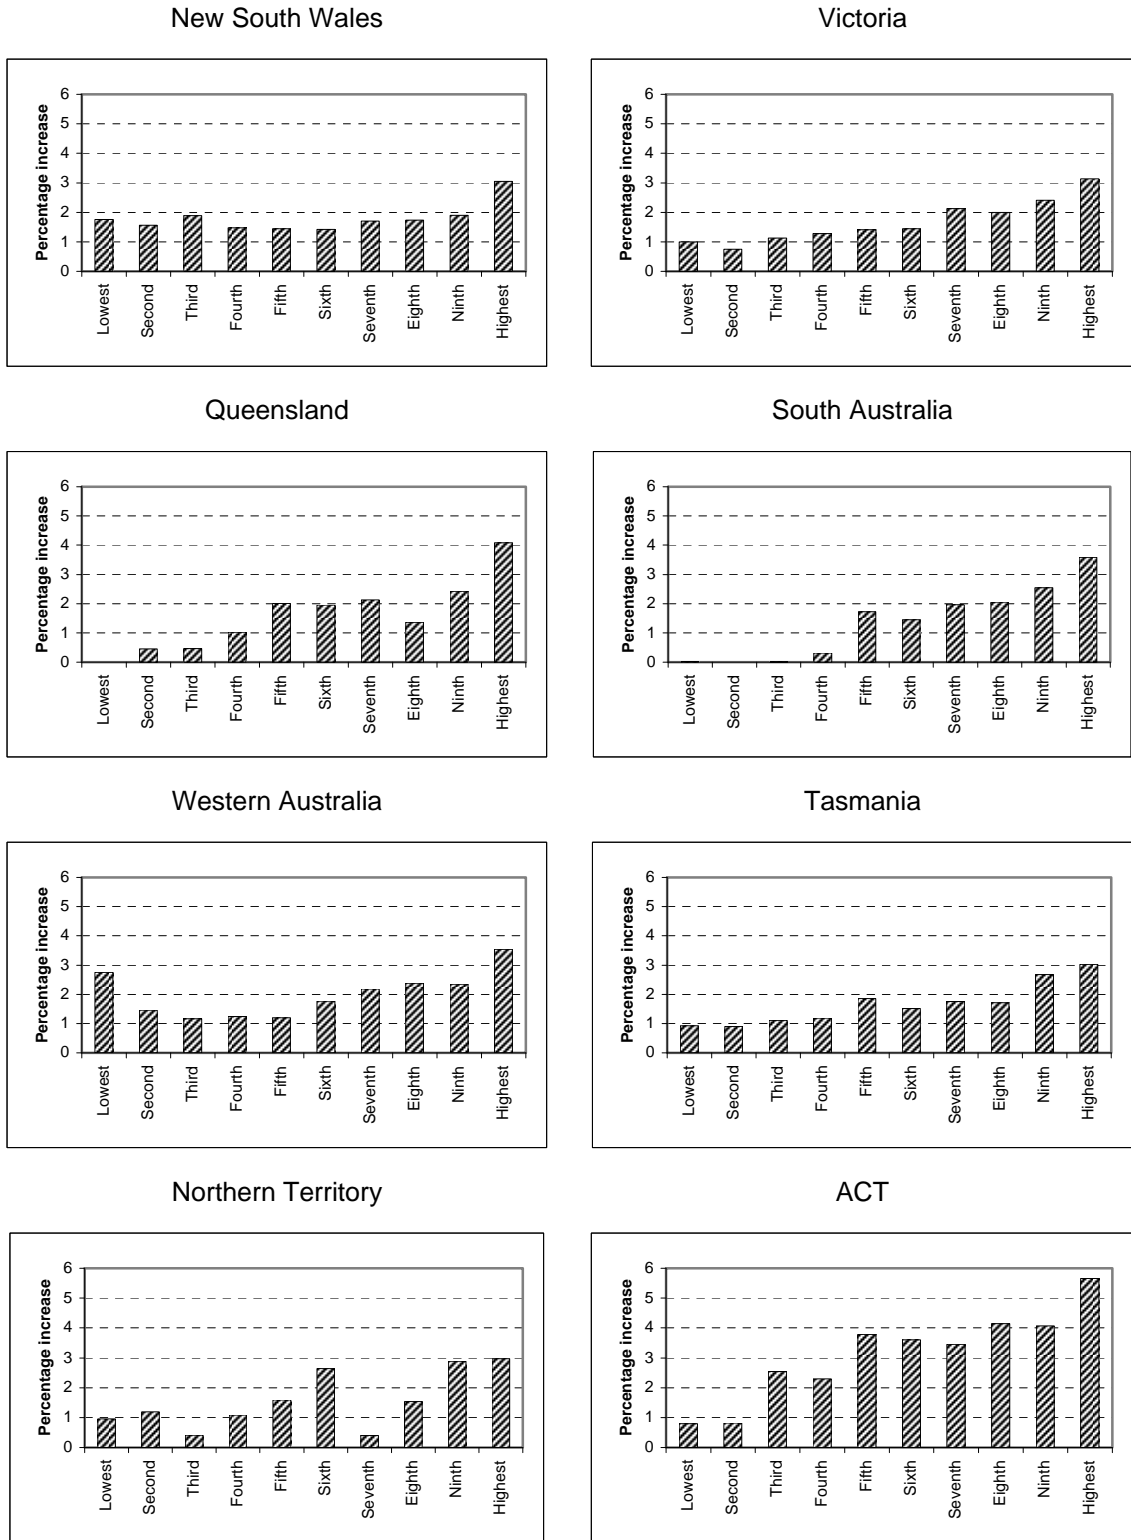 New South Wales
Percentage increase
6
5
4
3
2
1
0
Lowest
Second
Third
Fourth
Fifth
Sixth
Seventh
Eighth
Ninth
Highest
Victoria
Percentage increase
6
5
4
3
2
1
0
Lowest
Second
Third
Fourth
Fifth
Sixth
Seventh
Eighth
Ninth
Highest
Queensland
Percentage increase
6
5
4
3
2
1
0
Lowest
Second
Third
Fourth
Fifth
Sixth
Seventh
Eighth
Ninth
Highest
South Australia
Percentage increase
6
5
4
3
2
1
0
Lowest
Second
Third
Fourth
Fifth
Sixth
Seventh
Eighth
Ninth
Highest
Western Australia
Percentage increase
6
5
4
3
2
1
0
Lowest
Second
Third
Fourth
Fifth
Sixth
Seventh
Eighth
Ninth
Highest
Tasmania
Percentage increase
6
5
4
3
2
1
0
Lowest
Second
Third
Fourth
Fifth
Sixth
Seventh
Eighth
Ninth
Highest
Northern Territory
Percentage increase
6
5
4
3
2
1
0
Lowest
Second
Third
Fourth
Fifth
Sixth
Seventh
Eighth
Ninth
Highest
ACT
Percentage increase
6
5
4
3
2
1
0
Lowest
Second
Third
Fourth
Fifth
Sixth
Seventh
Eighth
Ninth
Highest